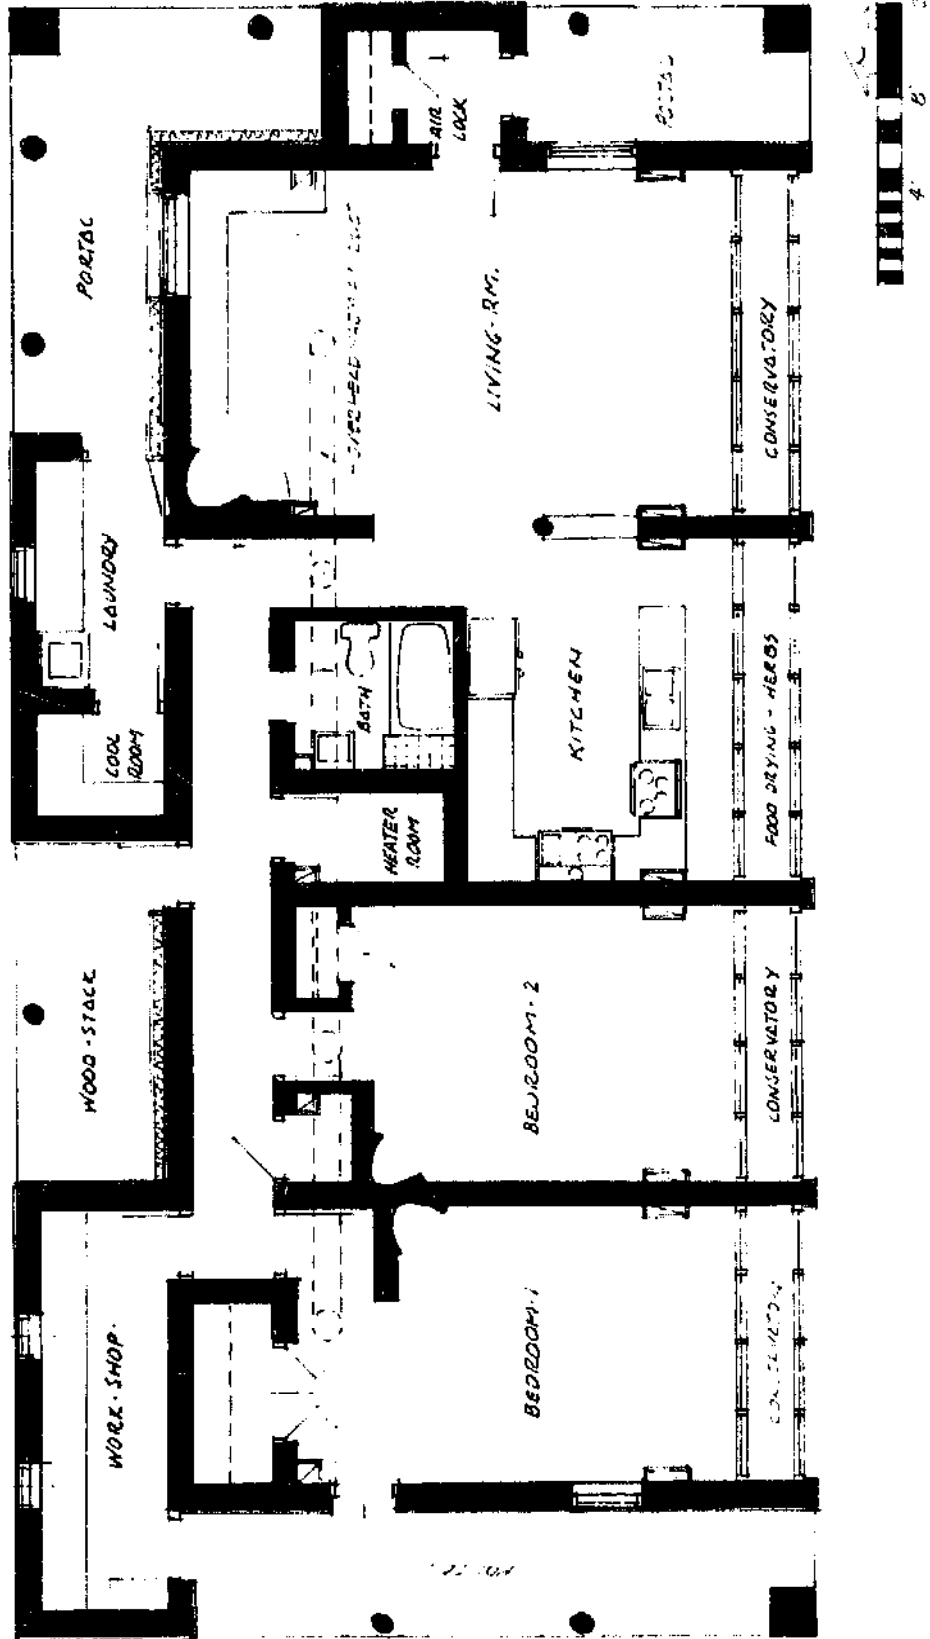 AIR
LOCK
PORTAL
PORTAL
LIVING-RM.
CONSERVATORY
LAUNDRY
COOL
ROOM
BATH
KITCHEN
FOOD DRYING - HERBS
HEATER
ROOM
WOOD-STACK
BEDROOM-2
CONSERVATORY
WORK-SHOP.
BEDROOM-1
8'
4'